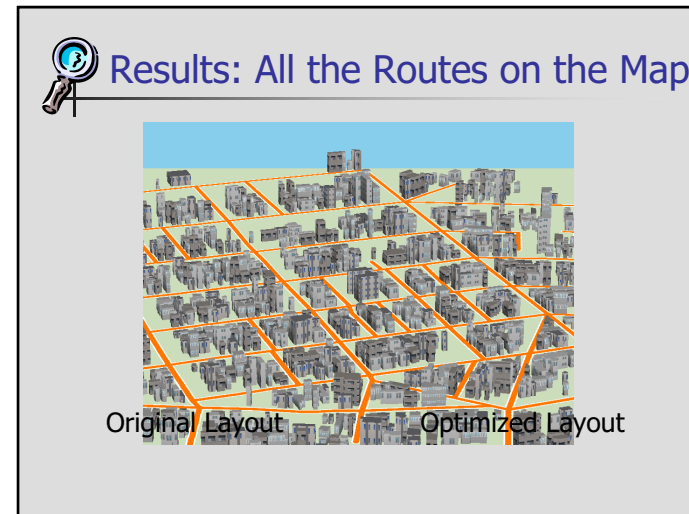 Results: All the Routes on the Map
Original Layout
Optimized Layout